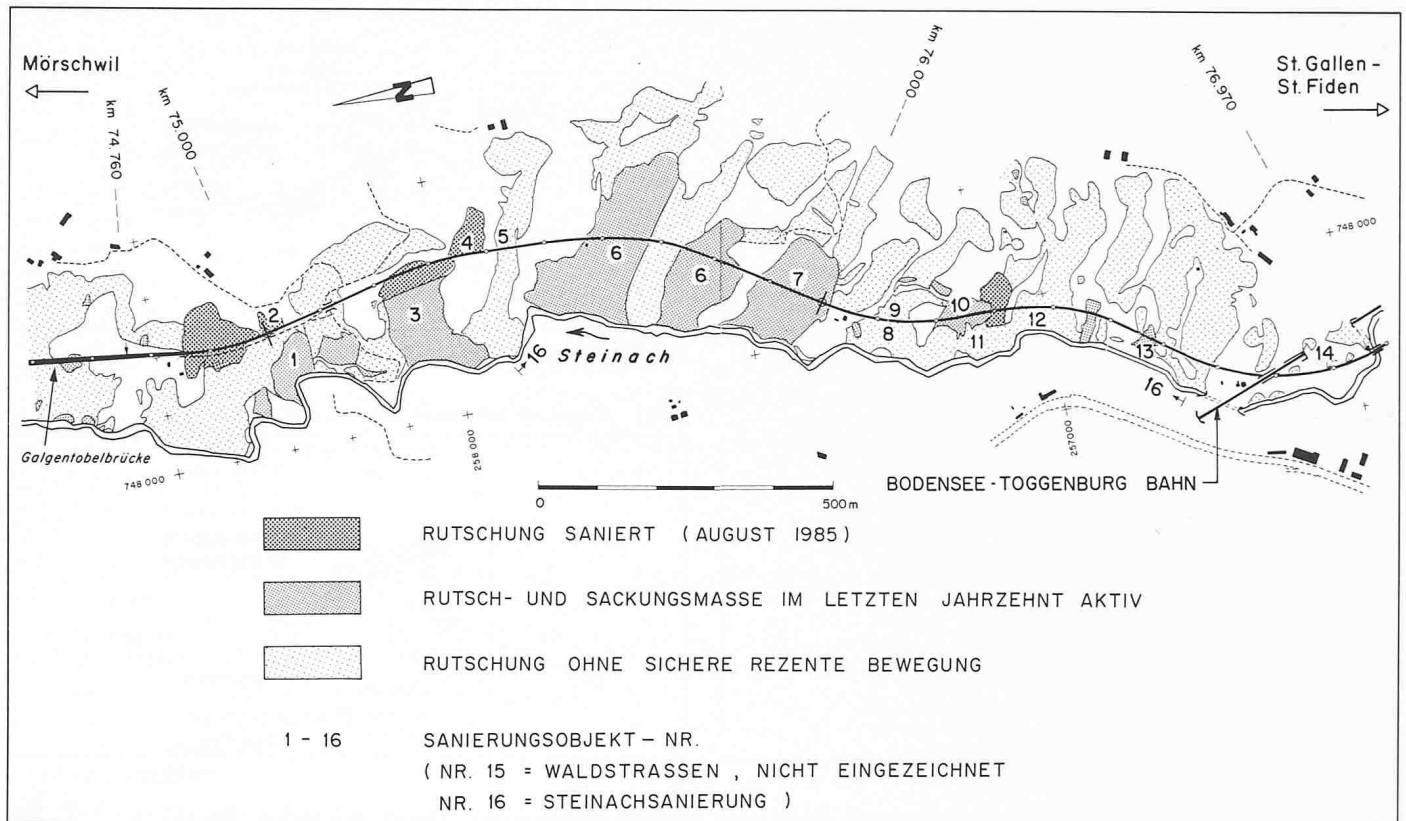 Mörschwil
km 74.760
km 75.000
N
km 76.000
km 76.970
St. Gallen -
St. Fiden
748 000
2
4
5
6
6
7
3
1
9
8
10
11
12
13
14
16
Steinach
16
Galgentobelbrücke
748 000
258 000
257000
BODENSEE - TOGGENBURG BAHN
0
500 m
RUTSCHUNG SANIERT ( AUGUST 1985 )
RUTSCH- UND SACKUNGSMASSE IM LETZTEN JAHRZEHNT AKTIV
RUTSCHUNG OHNE SICHERE REZENTE BEWEGUNG
1 - 16 SANIERUNGSOBJEKT – NR.
( NR. 15 = WALDSTRASSEN , NICHT EINGEZEICHNET
NR. 16 = STEINACHSANIERUNG )